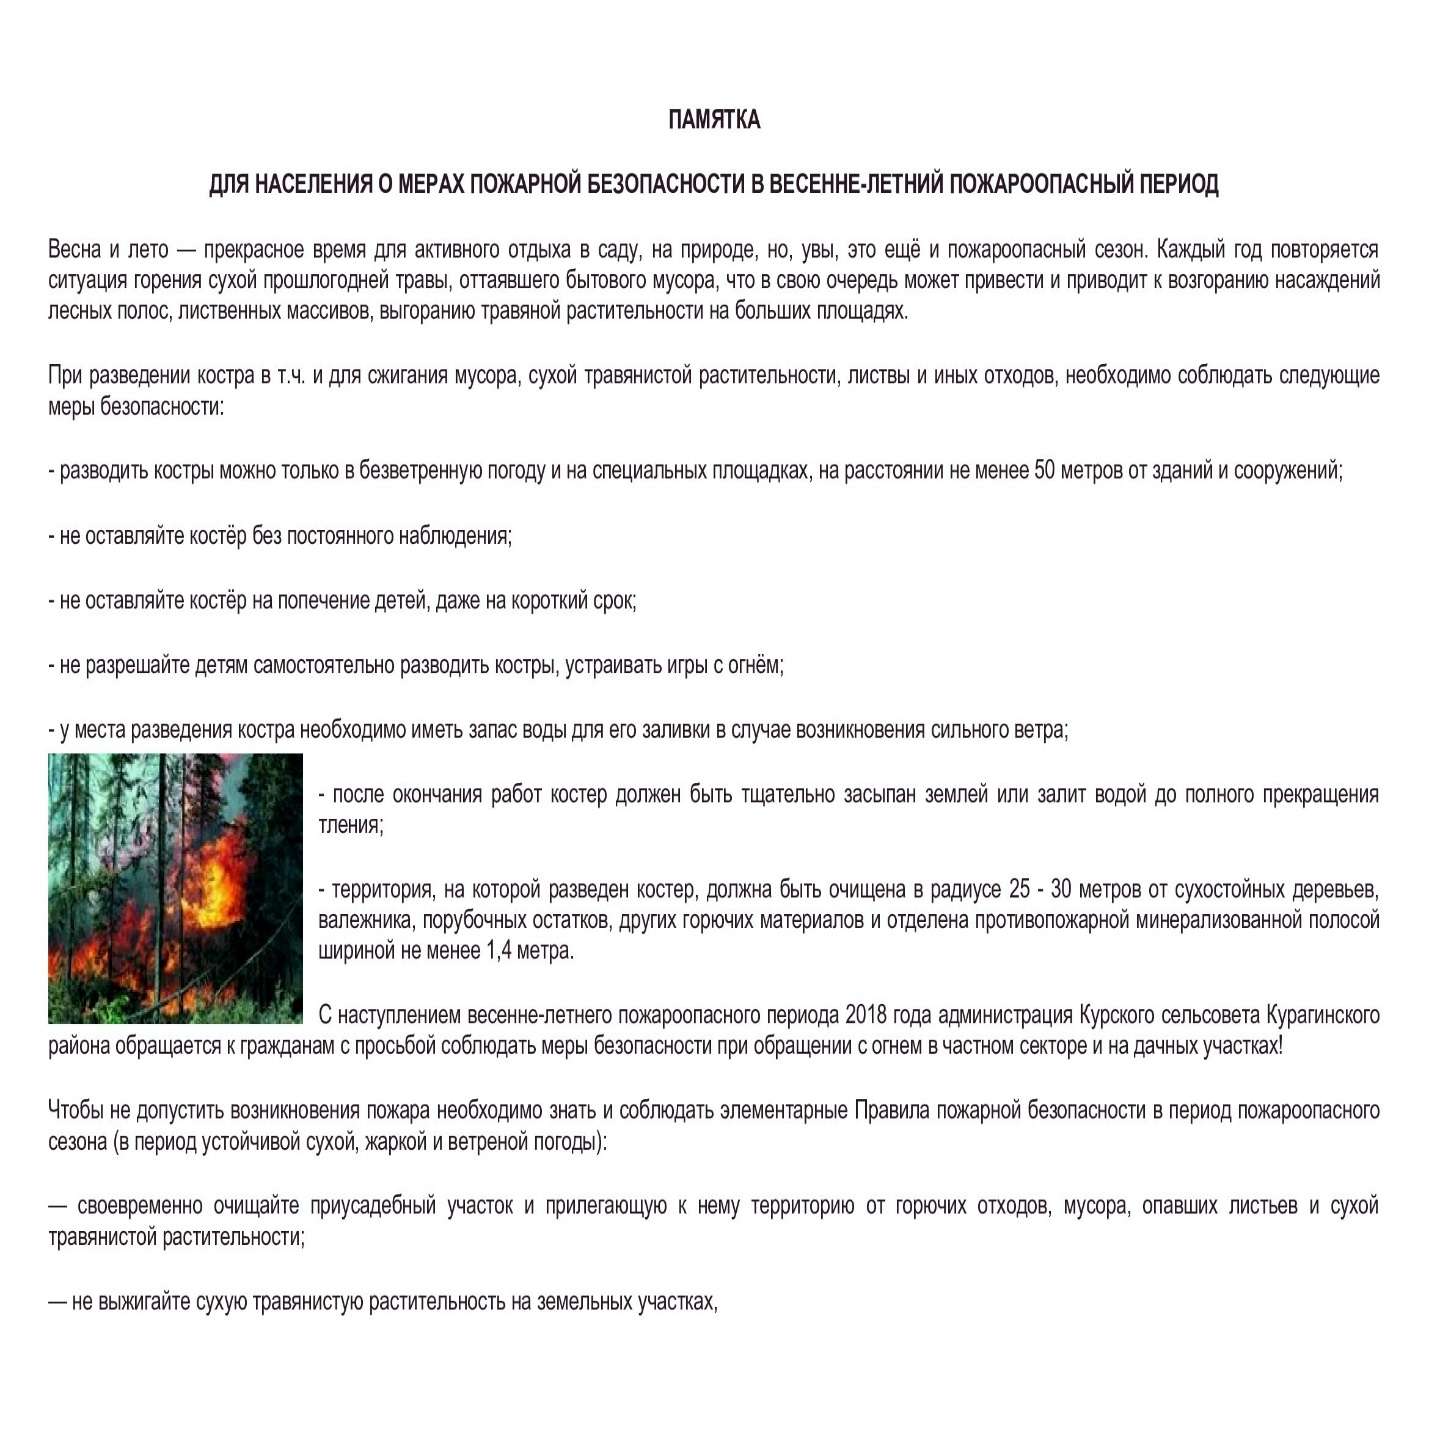 ПАМЯТКА
ДЛЯ НАСЕЛЕНИЯ О МЕРАХ ПОЖАРНОЙ БЕЗОПАСНОСТИ В ВЕСЕННЕ-ЛЕТНИЙ ПОЖАРООПАСНЫЙ ПЕРИОД
Весна и лето — прекрасное время для активного отдыха в саду, на природе, но, увы, это ещё и пожароопасный сезон. Каждый год повторяется
ситуация горения сухой прошлогодней травы, оттаявшего бытового мусора, что в свою очередь может привести и приводит к возгоранию насаждений
лесных полос, лиственных массивов, выгоранию травяной растительности на больших площадях.
При разведении костра в т.ч. и для сжигания мусора, сухой травянистой растительности, листвы и иных отходов, необходимо соблюдать следующие
меры безопасности:
- разводить костры можно только в безветренную погоду и на специальных площадках, на расстоянии не менее 50 метров от зданий и сооружений;
- не оставляйте костёр без постоянного наблюдения;
- не оставляйте костёр на попечение детей, даже на короткий срок;
- не разрешайте детям самостоятельно разводить костры, устраивать игры с огнём;
- у места разведения костра необходимо иметь запас воды для его заливки в случае возникновения сильного ветра;
- после окончания работ костер должен быть тщательно засыпан землей или залит водой до полного прекращения
тления;
- территория, на которой разведен костер, должна быть очищена в радиусе 25 - 30 метров от сухостойных деревьев,
валежника, порубочных остатков, других горючих материалов и отделена противопожарной минерализованной полосой
шириной не менее 1,4 метра.
С наступлением весенне-летнего пожароопасного периода 2018 года администрация Курского сельсовета Курагинского
района обращается к гражданам с просьбой соблюдать меры безопасности при обращении с огнем в частном секторе и на дачных участках!
Чтобы не допустить возникновения пожара необходимо знать и соблюдать элементарные Правила пожарной безопасности в период пожароопасного
сезона (в период устойчивой сухой, жаркой и ветреной погоды):
— своевременно очищайте приусадебный участок и прилегающую к нему территорию от горючих отходов, мусора, опавших листьев и сухой
травянистой растительности;
— не выжигайте сухую травянистую растительность на земельных участках,